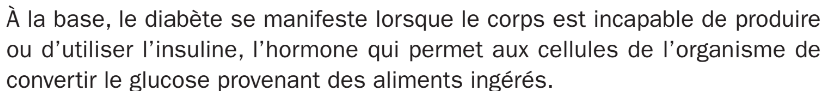 À la base, le diabète se manifeste lorsque le corps est incapable de produire
ou d’utiliser l’insuline, l’hormone qui permet aux cellules de l’organisme de
convertir le glucose provenant des aliments ingérés.